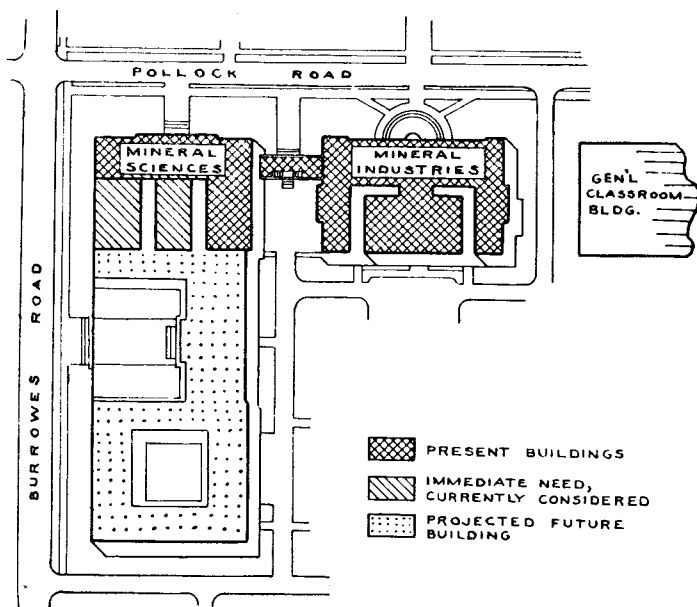 POLLOCK ROAD
MINERAL
SCIENCES
MINERAL
INDUSTRIES
GEN'L
CLASSROOM
BLDG.
BURROWES ROAD
PRESENT BUILDINGS
IMMEDIATE NEED,
CURRENTLY CONSIDERED
PROJECTED FUTURE
BUILDING